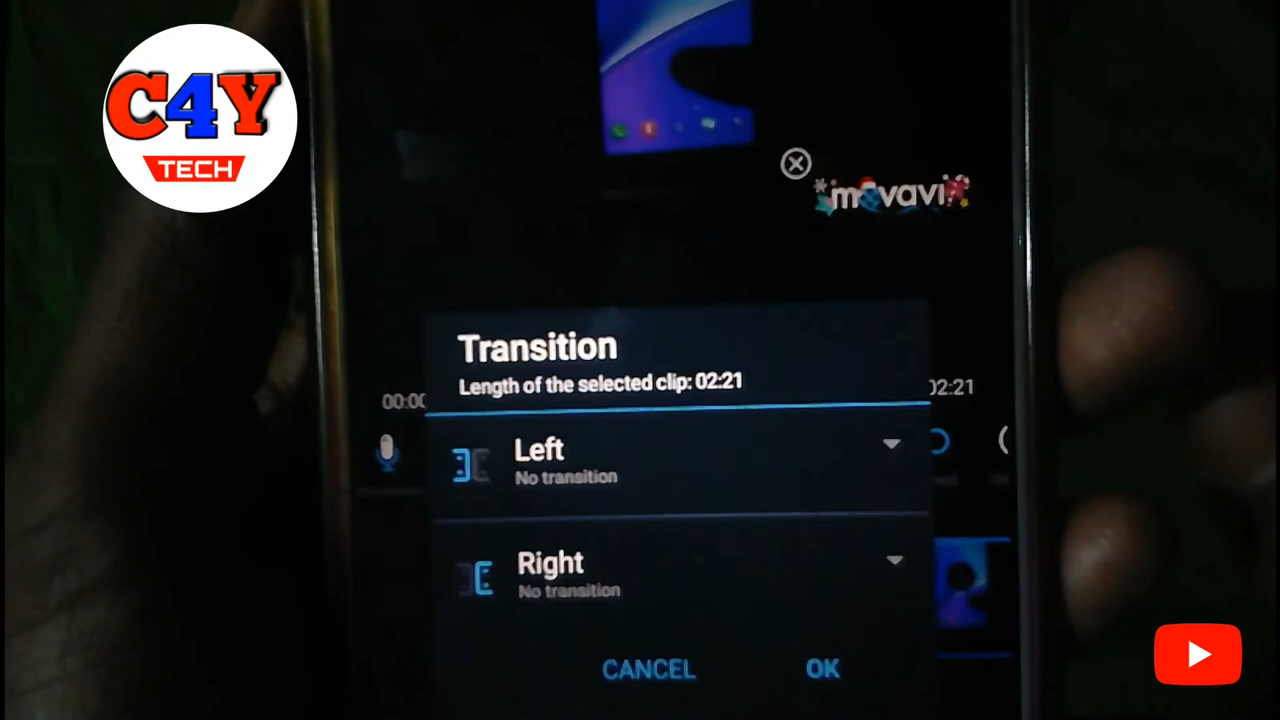 C4Y
TECH
movavi
Transition
Length of the selected clip: 02:21
00:00
02:21
Left
No transition
Right
No transition
CANCEL
OK